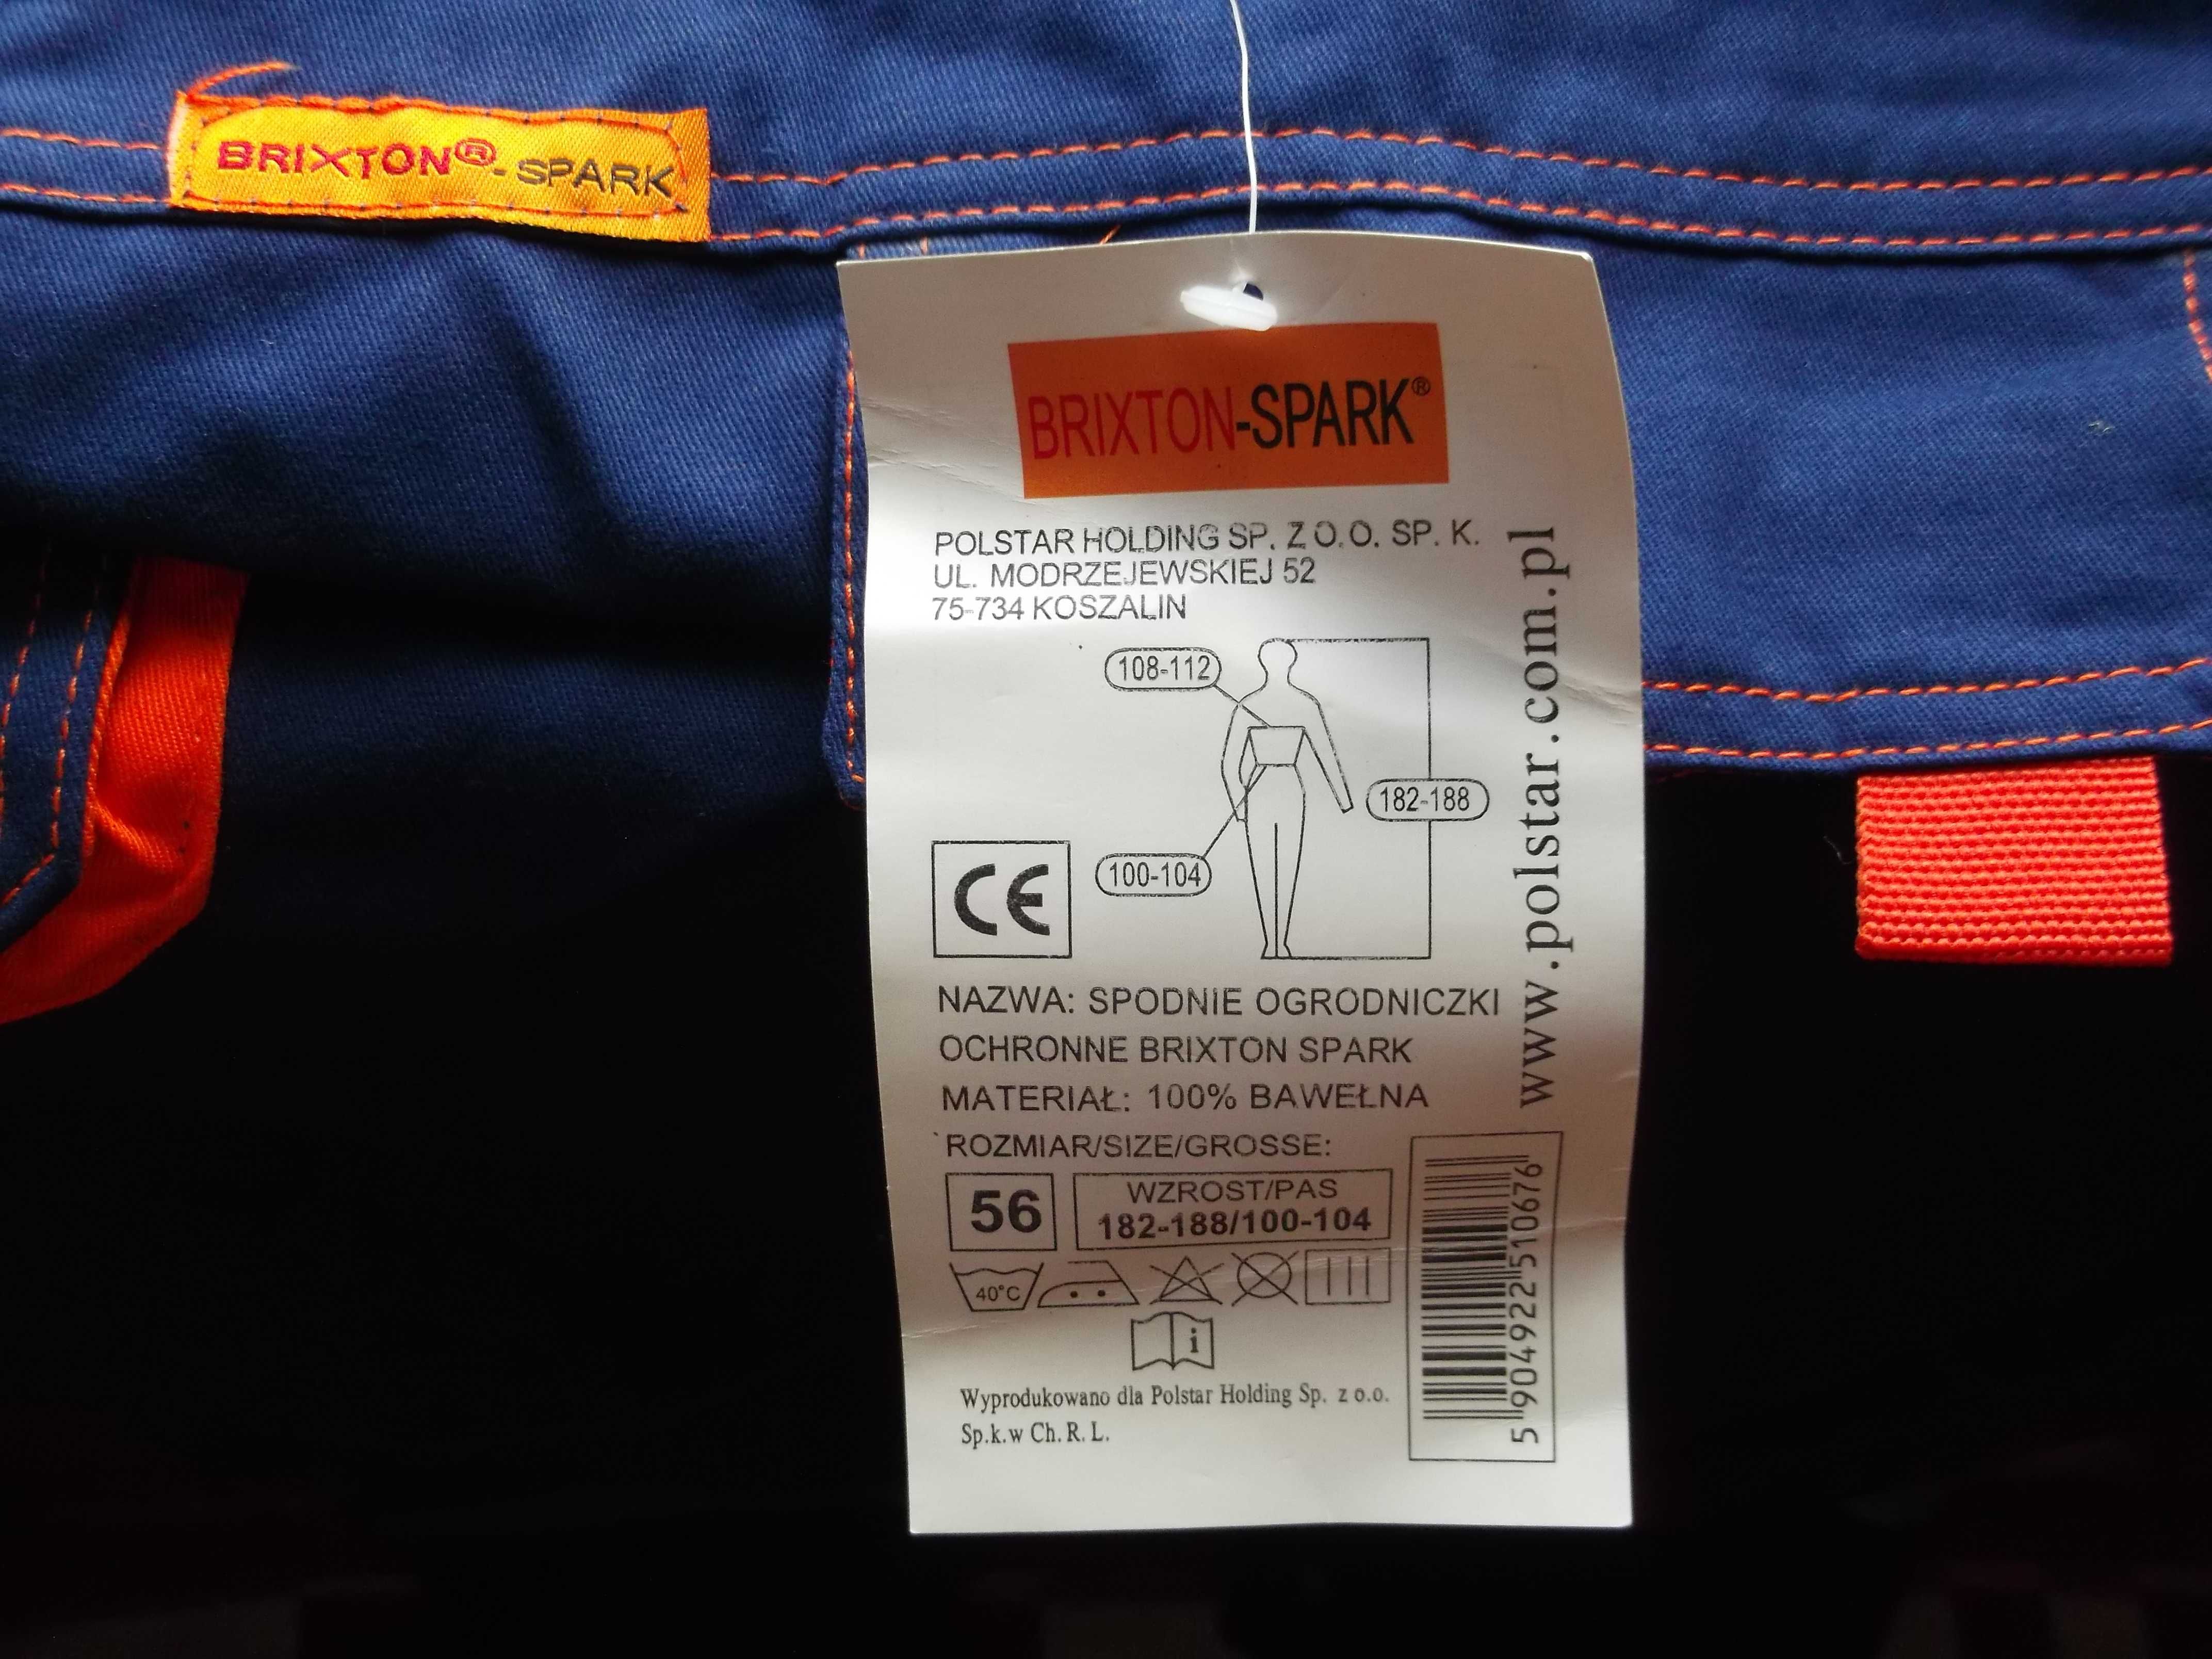 BRIXTON®-SPARK
BRIXTON-SPARK®
POLSTAR HOLDING SP. Z O.O. SP. K.
UL. MODRZEJEWSKIEJ 52
75-734 KOSZALIN
108-112
182-188
100-104
CE
www.polstar.com.pl
NAZWA: SPODNIE OGRODNICZKI
OCHRONNE BRIXTON SPARK
MATERIAŁ: 100% BAWEŁNA
ROZMIAR/SIZE/GROSSE:
56
WZROST/PAS
182-188/100-104
40°C
i
Wyprodukowano dla Polstar Holding Sp. z o.o.
Sp.k.w Ch. R. L.
5 904922 510676